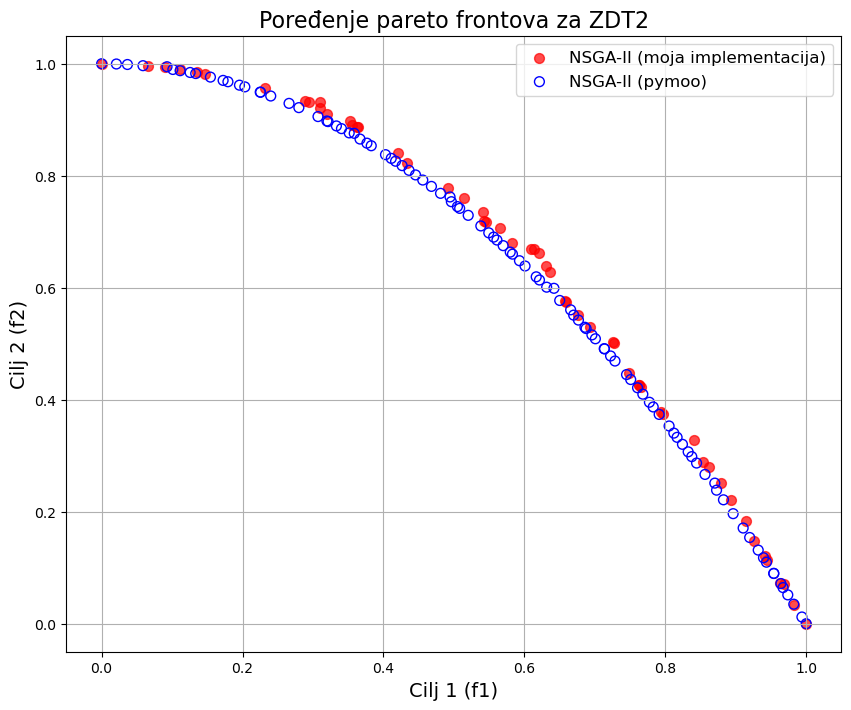 Poređenje pareto frontova za ZDT2
NSGA-II (moja implementacija)
NSGA-II (pymoo)
1.0
0.8
0.6
0.4
0.2
0.0
Cilj 2 (f2)
0.0 0.2 0.4 0.6 0.8 1.0
Cilj 1 (f1)